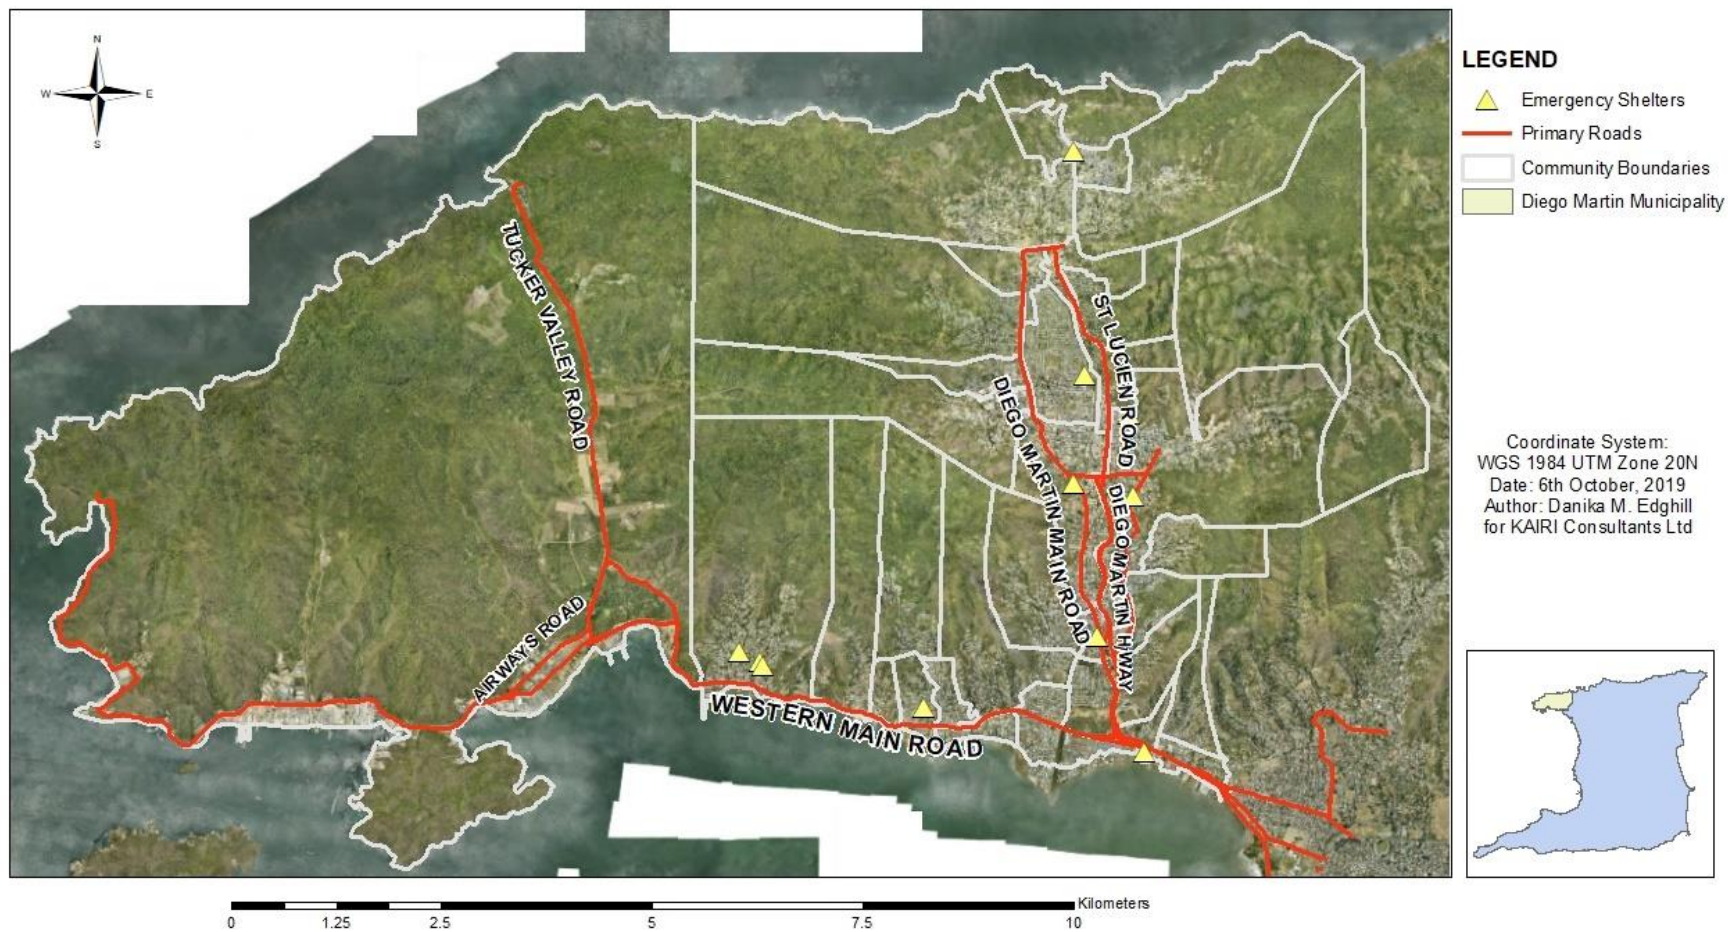 N
W
E
S
TUCKER VALLEY ROAD
ST LUCIEN ROAD
DIEGO MARTIN MAIN ROAD
DIEGO MARTIN HWAY
AIRWAYS ROAD
WESTERN MAIN ROAD
LEGEND
Emergency Shelters
Primary Roads
Community Boundaries
Diego Martin Municipality
Coordinate System:
WGS 1984 UTM Zone 20N
Date: 6th October, 2019
Author: Danika M. Edghill
for KAIRI Consultants Ltd
Kilometers
0 1.25 2.5 5 7.5 10